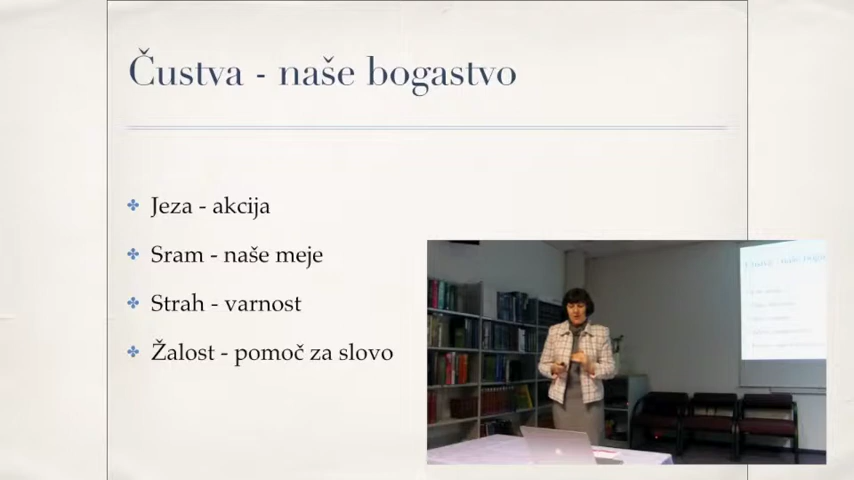 Čustva - naše bogastvo
Jeza - akcija
Sram - naše meje
Strah - varnost
Žalost - pomoč za slovo